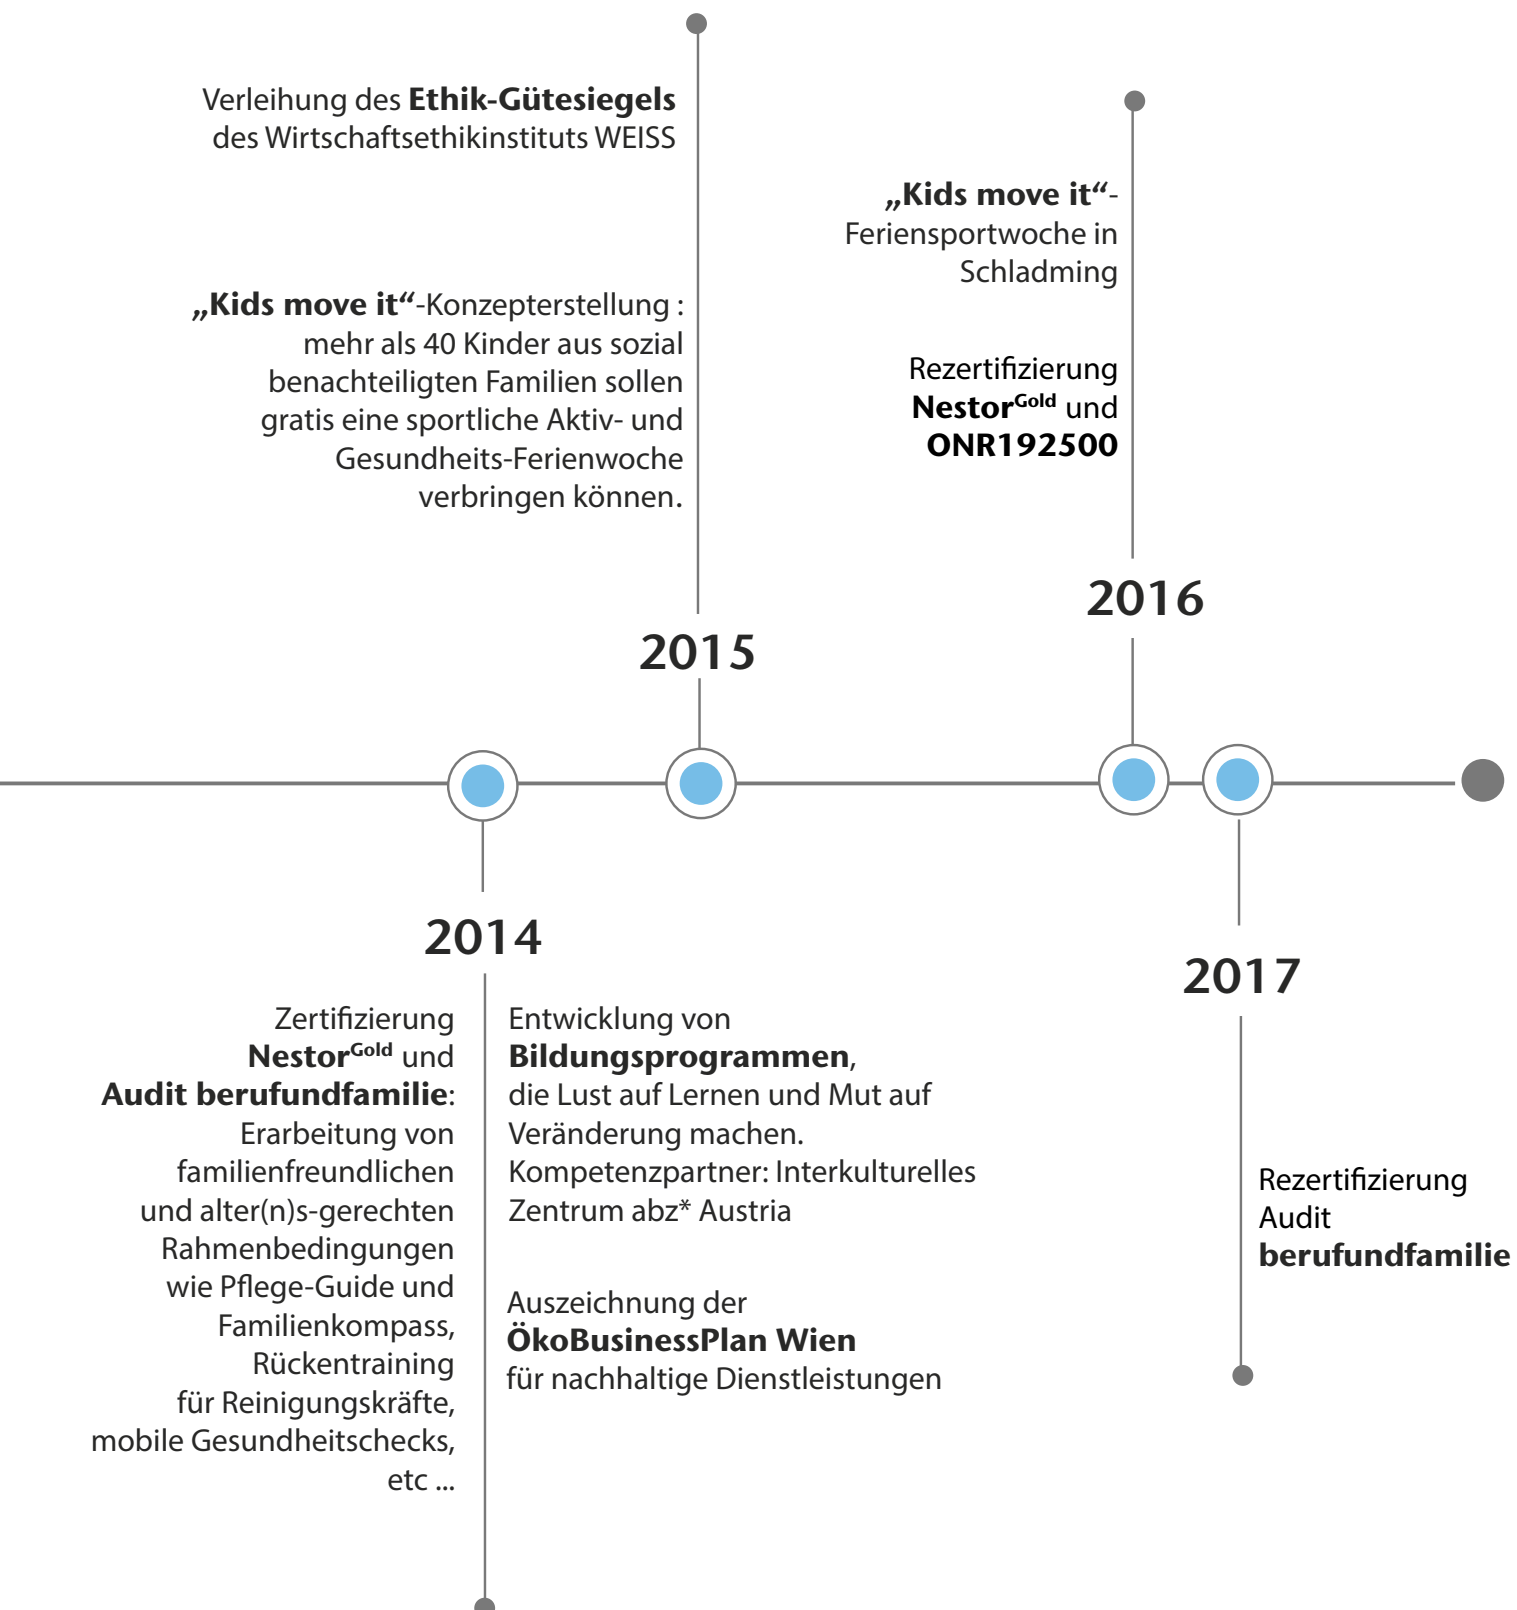 Verleihung des Ethik-Gütesiegels
des Wirtschaftsethikinstituts WEISS
„Kids move it“-Konzepterstellung :
mehr als 40 Kinder aus sozial
benachteiligten Familien sollen
gratis eine sportliche Aktiv- und
Gesundheits-Ferienwoche
verbringen können.
2015
„Kids move it“-
Feriensportwoche in
Schladming
Rezertifizierung
NestorGold und
ONR192500
2016
2014
Zertifizierung
NestorGold und
Audit berufundfamilie:
Erarbeitung von
familienfreundlichen
und alter(n)s-gerechten
Rahmenbedingungen
wie Pflege-Guide und
Familienkompass,
Rückentraining
für Reinigungskräfte,
mobile Gesundheitschecks,
etc ...
Entwicklung von
Bildungsprogrammen,
die Lust auf Lernen und Mut auf
Veränderung machen.
Kompetenzpartner: Interkulturelles
Zentrum abz* Austria
Auszeichnung der
ÖkoBusinessPlan Wien
für nachhaltige Dienstleistungen
2017
Rezertifizierung
Audit
berufundfamilie